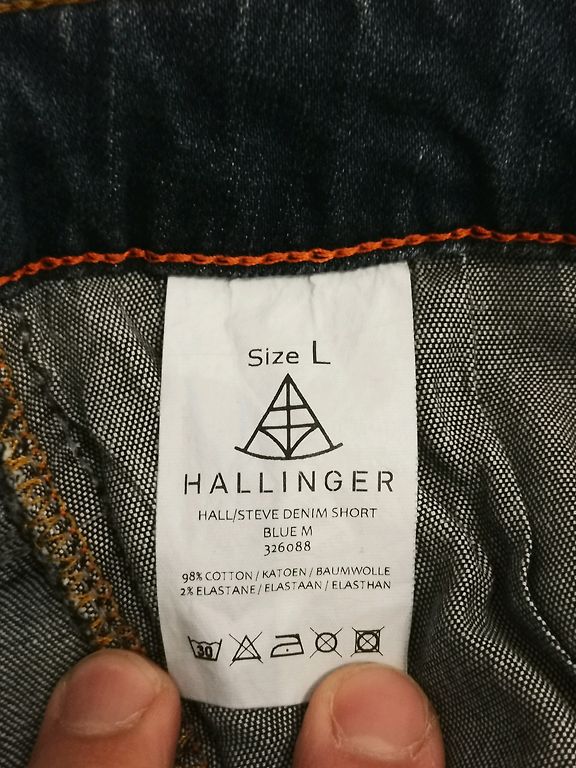 Size L
HALLINGER
HALL/STEVE DENIM SHORT
BLUE M
326088
98% COTTON / KATOEN / BAUMWOLLE
2% ELASTANE / ELASTAAN / ELASTHAN
30